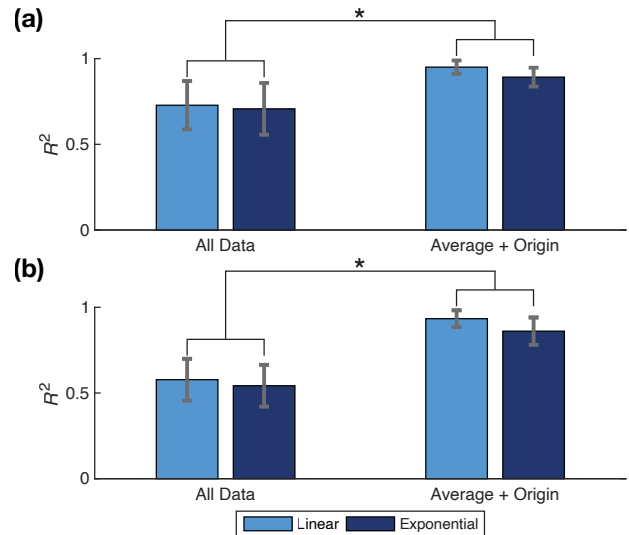 (a)
*
1
0.5
0
R²
All Data
Average + Origin
(b)
*
1
0.5
0
R²
All Data
Average + Origin
Linear
Exponential